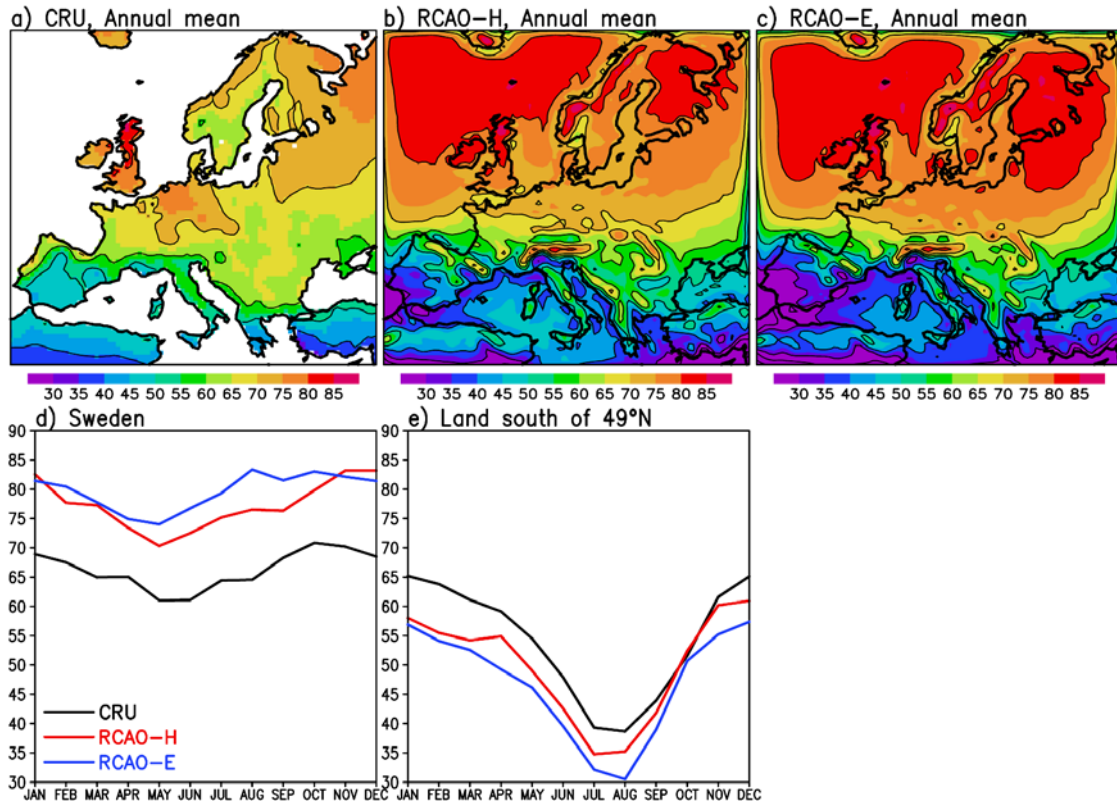 a) CRU, Annual mean
b) RCAO-H, Annual mean
c) RCAO-E, Annual mean
30 35 40 45 50 55 60 65 70 75 80 85
30 35 40 45 50 55 60 65 70 75 80 85
30 35 40 45 50 55 60 65 70 75 80 85
d) Sweden
90
85
80
75
70
65
60
55
50
45
40
35
30
CRU
RCAO-H
RCAO-E
JAN FEB MAR APR MAY JUN JUL AUG SEP OCT NOV DEC
e) Land south of 49°N
90
85
80
75
70
65
60
55
50
45
40
35
30
JAN FEB MAR APR MAY JUN JUL AUG SEP OCT NOV DEC